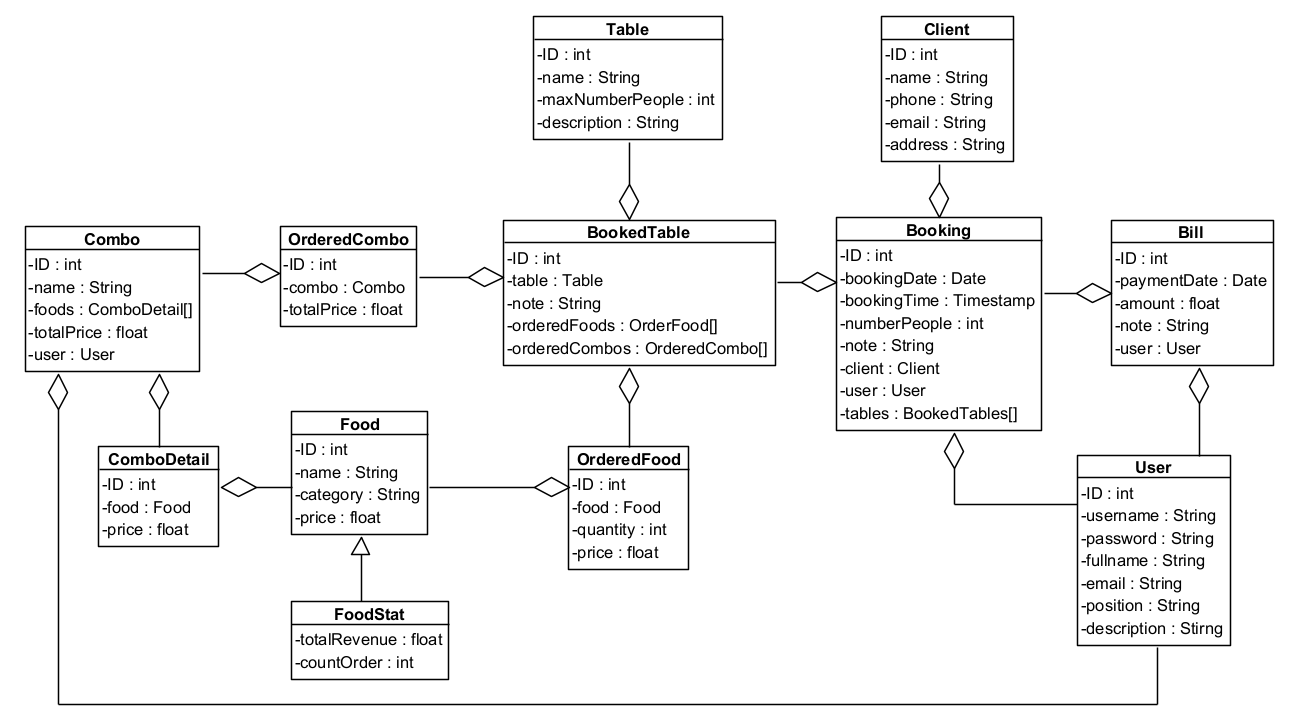 Table
-ID : int
-name : String
-maxNumberPeople : int
-description : String
Client
-ID : int
-name : String
-phone : String
-email : String
-address : String
Combo
-ID : int
-name : String
-foods : ComboDetail[]
-totalPrice : float
-user : User
OrderedCombo
-ID : int
-combo : Combo
-totalPrice : float
BookedTable
-ID : int
-table : Table
-note : String
-orderedFoods : OrderFood[]
-orderedCombos : OrderedCombo[]
Booking
-ID : int
-bookingDate : Date
-bookingTime : Timestamp
-numberPeople : int
-note : String
-client : Client
-user : User
-tables : BookedTables[]
Bill
-ID : int
-paymentDate : Date
-amount : float
-note : String
-user : User
ComboDetail
-ID : int
-food : Food
-price : float
Food
-ID : int
-name : String
-category : String
-price : float
OrderedFood
-ID : int
-food : Food
-quantity : int
-price : float
User
-ID : int
-username : String
-password : String
-fullname : String
-email : String
-position : String
-description : Stirng
FoodStat
-totalRevenue : float
-countOrder : int